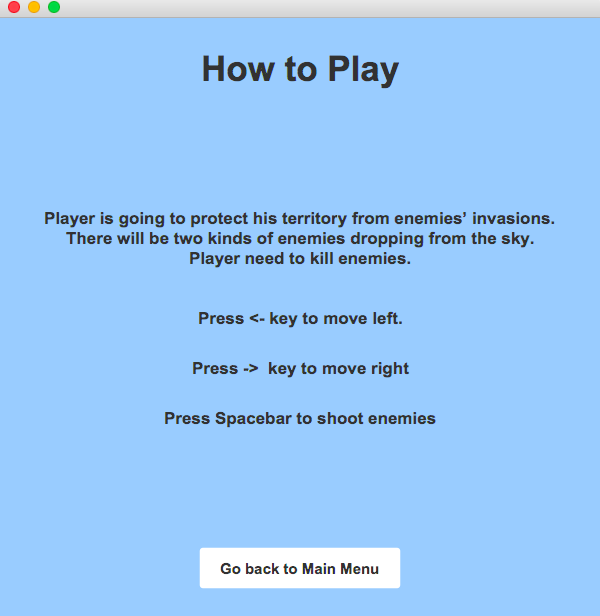 How to Play
Player is going to protect his territory from enemies’ invasions.
There will be two kinds of enemies dropping from the sky.
Player need to kill enemies.
Press <- key to move left.
Press ->  key to move right
Press Spacebar to shoot enemies
Go back to Main Menu